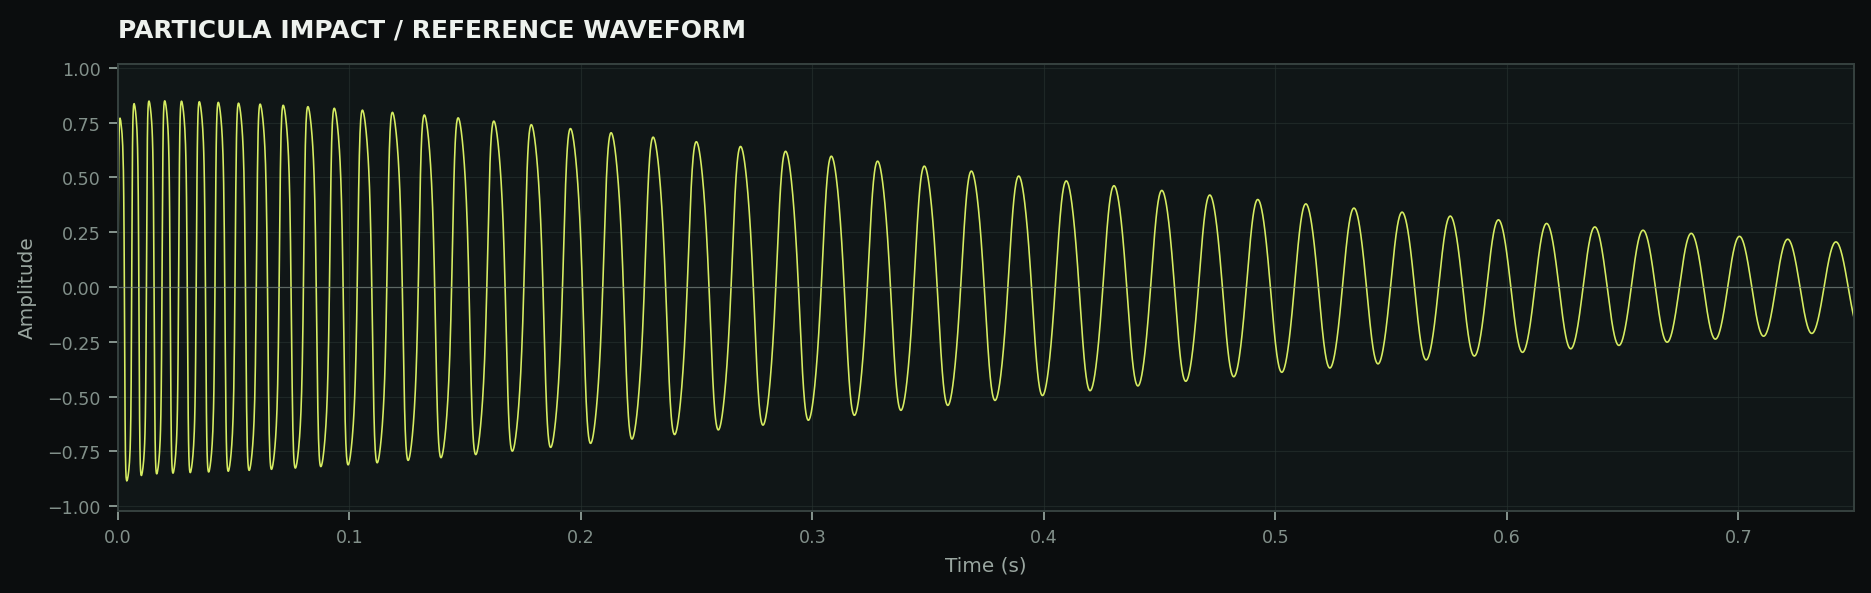 PARTICULA IMPACT / REFERENCE WAVEFORM
1.00
0.75
0.50
0.25
0.00
−0.25
−0.50
−0.75
−1.00
Amplitude
0.0 0.1 0.2 0.3 0.4 0.5 0.6 0.7
Time (s)